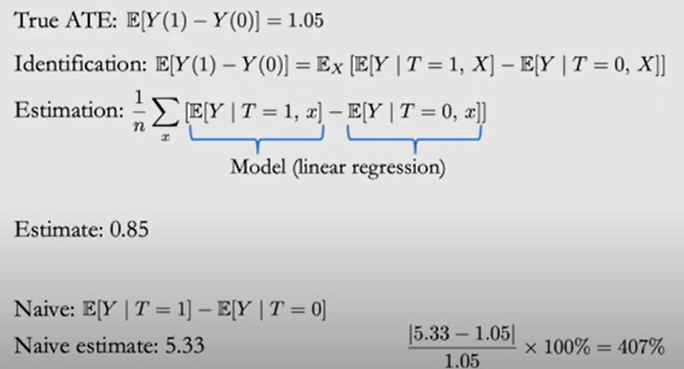 True ATE: 𝔼[Y(1) − Y(0)] = 1.05
Identification: 𝔼[Y(1) − Y(0)] = 𝔼_X [𝔼[Y | T = 1, X] − 𝔼[Y | T = 0, X]]
Estimation: 1/n ∑_x [𝔼[Y | T = 1, x] − 𝔼[Y | T = 0, x]]
Model (linear regression)
Estimate: 0.85
Naive: 𝔼[Y | T = 1] − 𝔼[Y | T = 0]
Naive estimate: 5.33
|5.33 − 1.05| / 1.05 × 100% = 407%